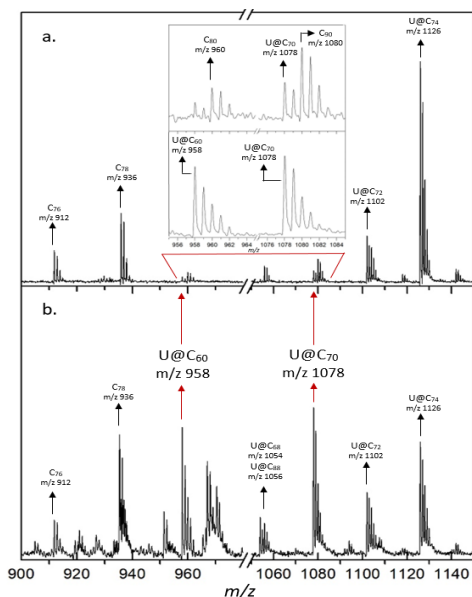 a.
C80
m/z 960
U@C70
m/z 1078
C90
m/z 1080
U@C74
m/z 1126
U@C60
m/z 958
U@C70
m/z 1078
C78
m/z 936
C76
m/z 912
U@C72
m/z 1102
956 958 960 962 964 1076 1078 1080 1082 1084
m/z
b.
U@C60
m/z 958
U@C70
m/z 1078
C78
m/z 936
U@C74
m/z 1126
U@C68
m/z 1054
U@C88
m/z 1056
U@C72
m/z 1102
C76
m/z 912
900 920 940 960 1060 1080 1100 1120 1140
m/z